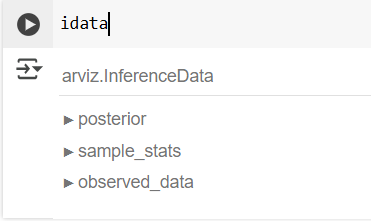 idata
arviz.InferenceData
► posterior
► sample_stats
► observed_data